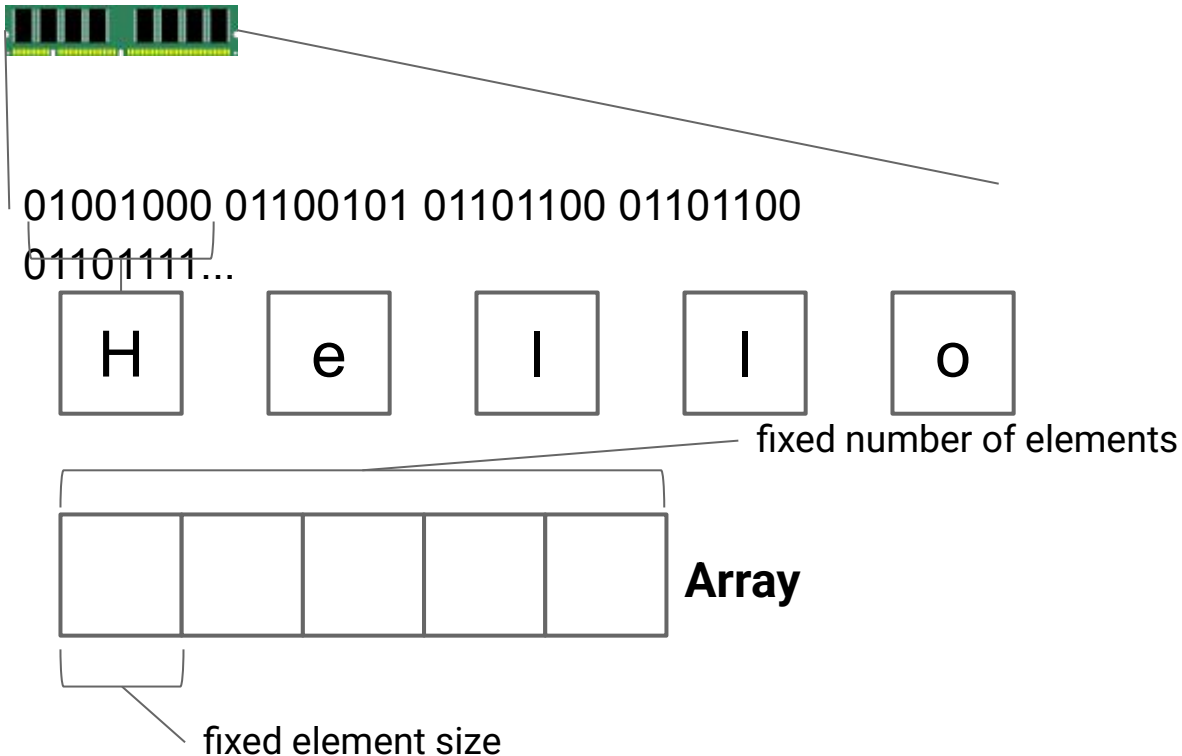 01001000 01100101 01101100 01101100
01101111...
H e l l o
fixed number of elements
Array
fixed element size